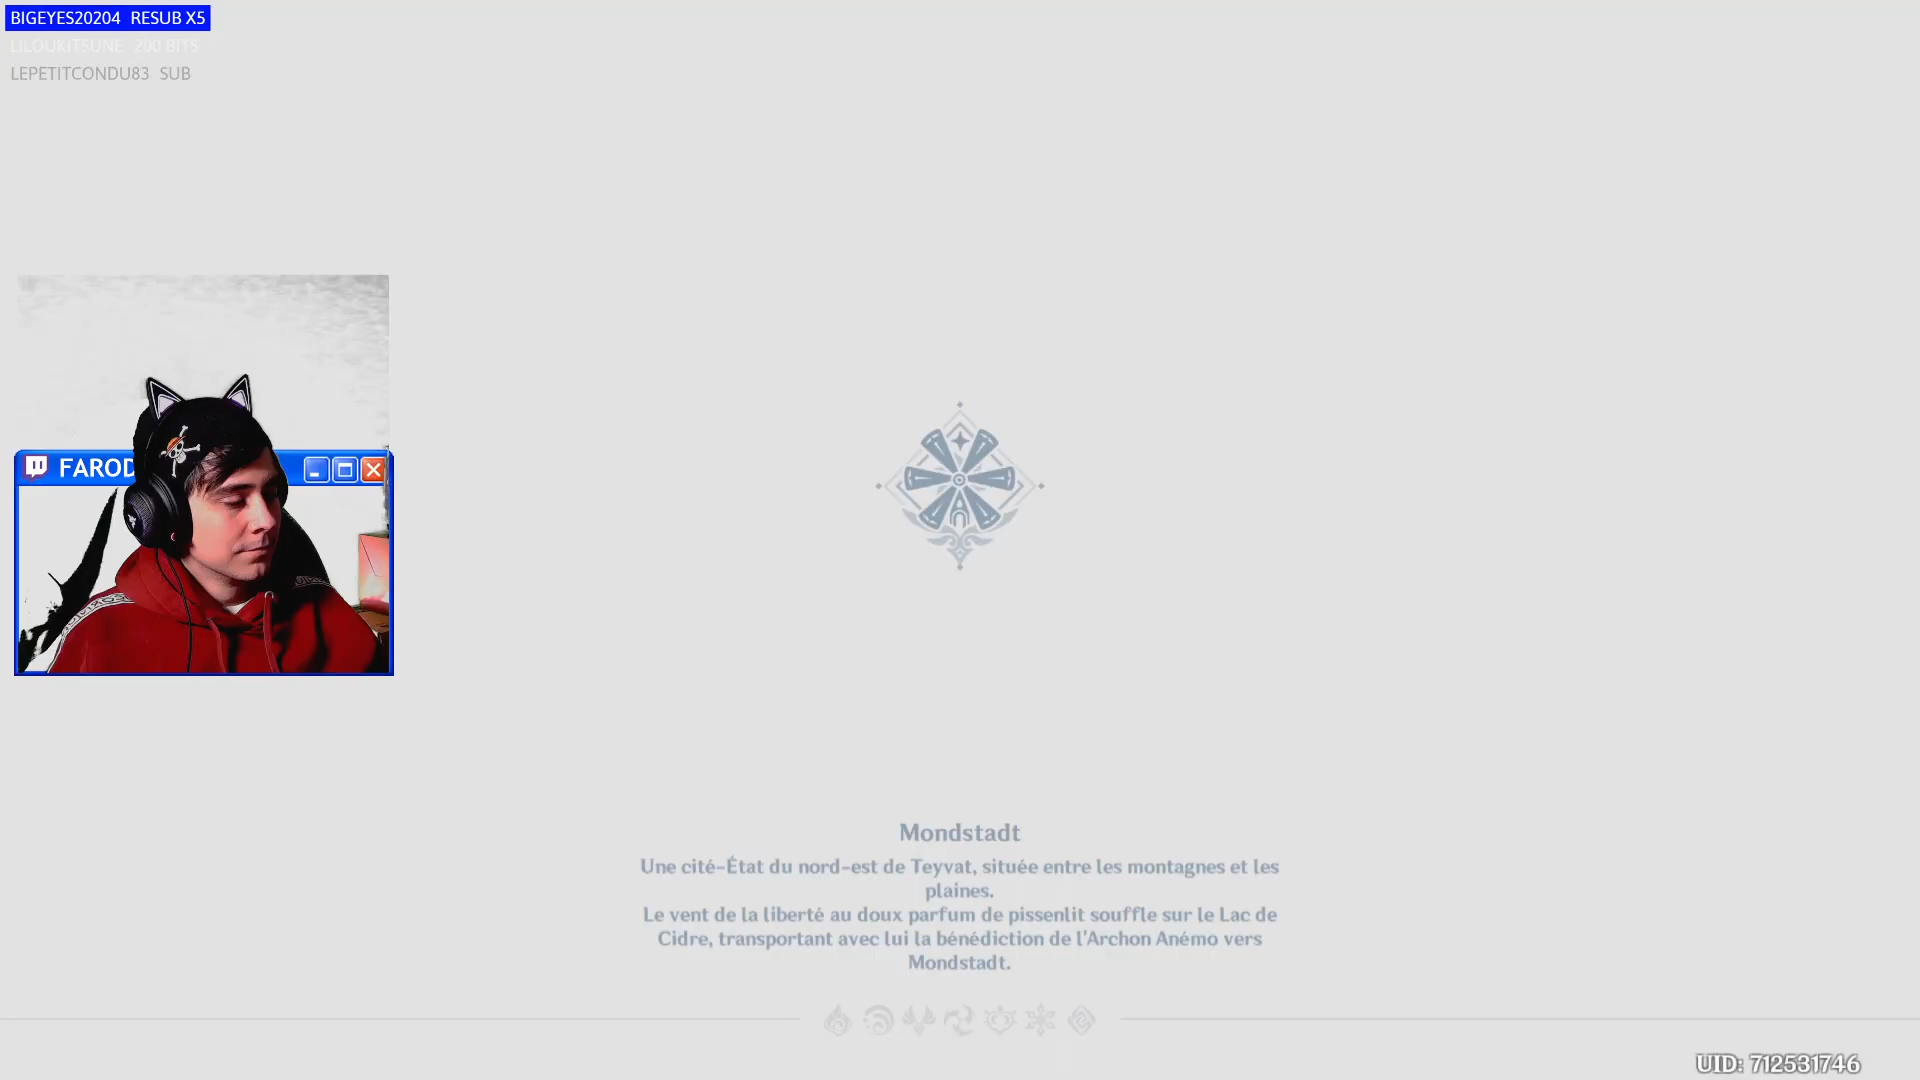 BIGEYES20204 RESUB X5
LILOUKITSUNE 200 BITS
LEPETITCONDU83 SUB
FAROD
Mondstadt
Une cité-État du nord-est de Teyvat, située entre les montagnes et les
plaines.
Le vent de la liberté au doux parfum de pissenlit souffle sur le Lac de
Cidre, transportant avec lui la bénédiction de l'Archon Anémo vers
Mondstadt.
UID: 712531746